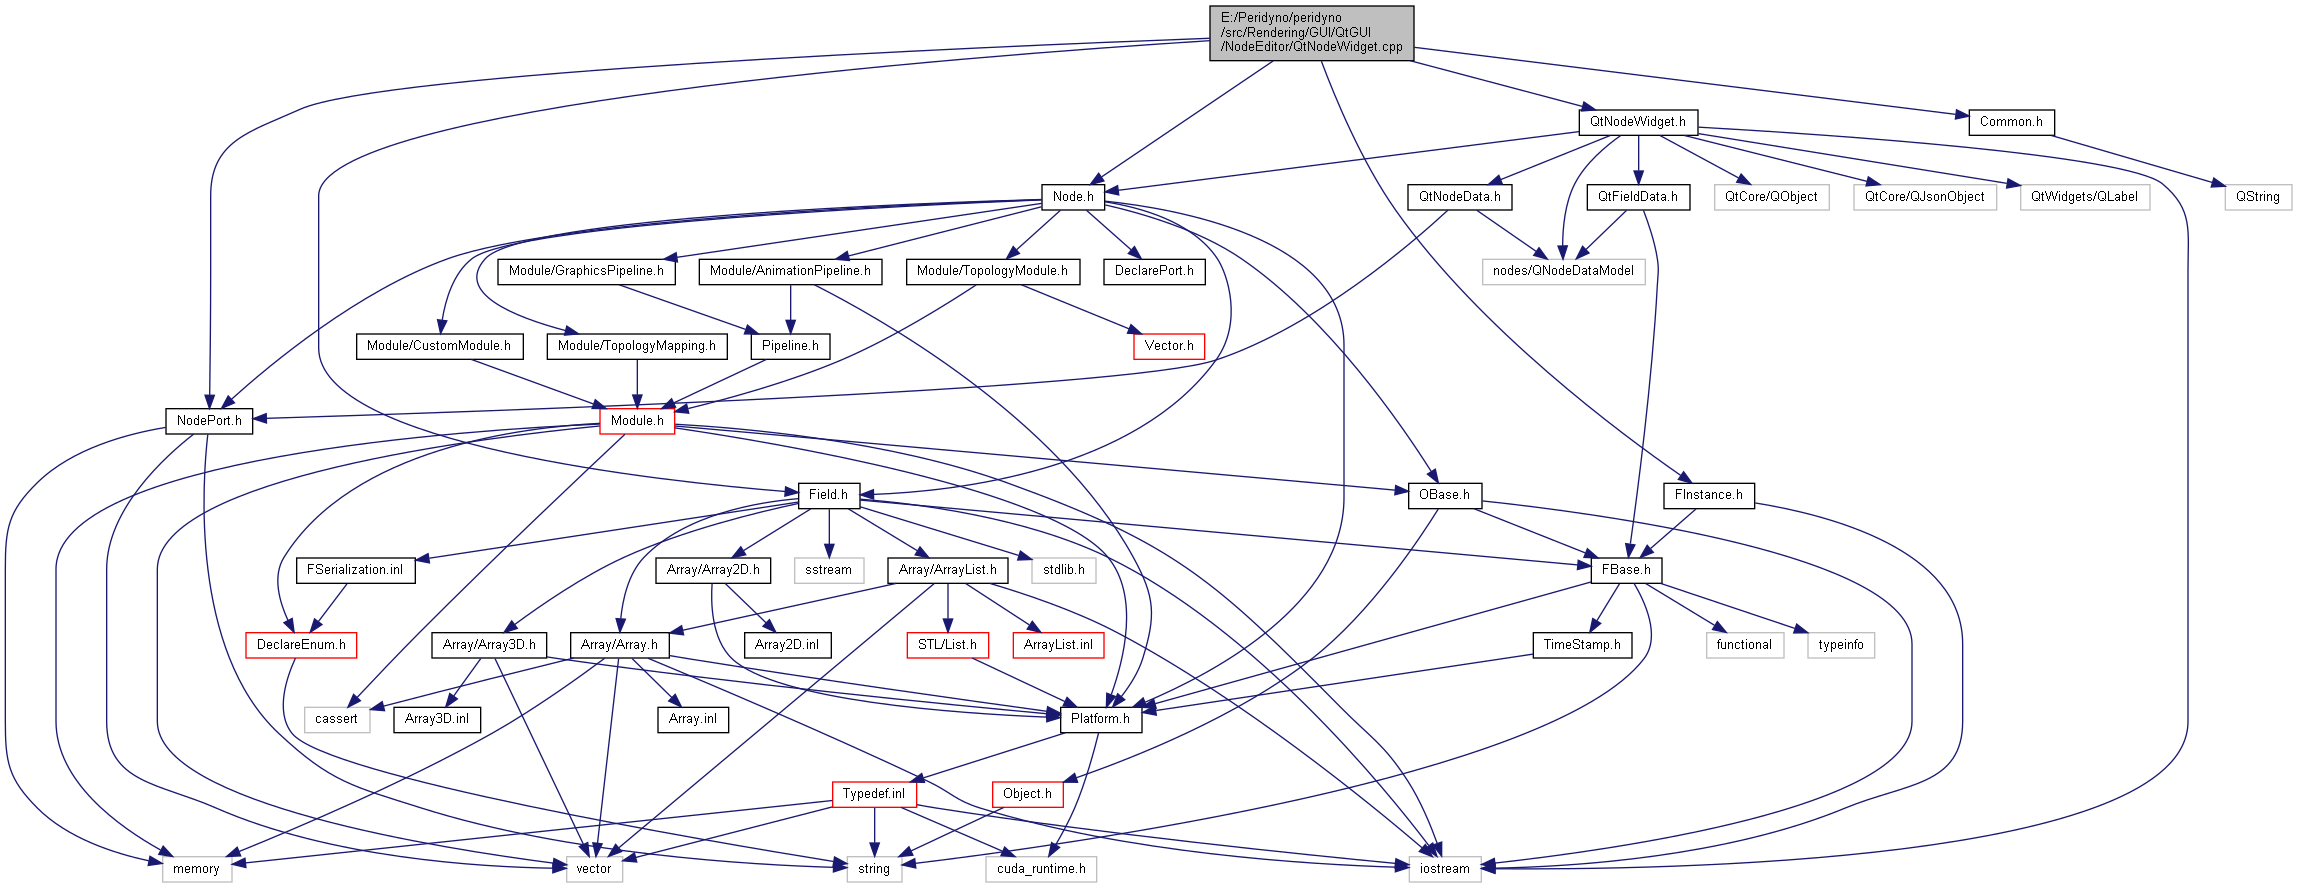 E:/Peridyno/peridyno
/src/Rendering/GUI/QtGUI
/NodeEditor/QtNodeWidget.cpp
QtNodeWidget.h
Common.h
Node.h
QtNodeData.h
QtFieldData.h
QtCore/QObject
QtCore/QJsonObject
QtWidgets/QLabel
QString
Module/GraphicsPipeline.h
Module/AnimationPipeline.h
Module/TopologyModule.h
DeclarePort.h
nodes/QNodeDataModel
Module/CustomModule.h
Module/TopologyMapping.h
Pipeline.h
Vector.h
NodePort.h
Module.h
Field.h
OBase.h
FInstance.h
FSerialization.inl
Array/Array2D.h
sstream
Array/ArrayList.h
stdlib.h
FBase.h
DeclareEnum.h
Array/Array3D.h
Array/Array.h
Array2D.inl
STL/List.h
ArrayList.inl
TimeStamp.h
functional
typeinfo
cassert
Array3D.inl
Array.inl
Platform.h
Typedef.inl
Object.h
memory
vector
string
cuda_runtime.h
iostream